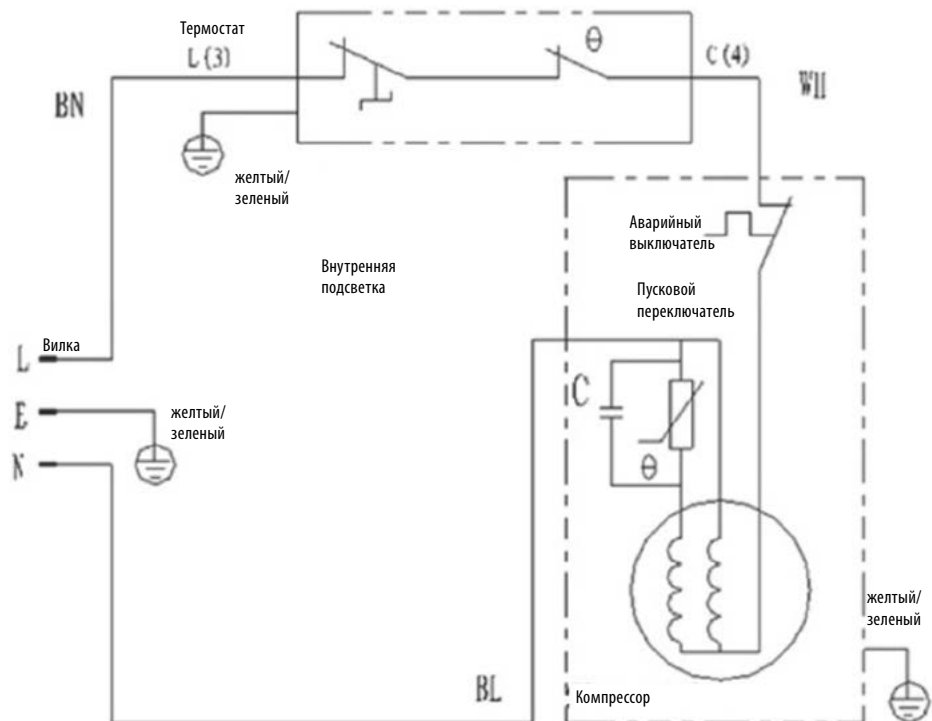 Термостат
L (3)
θ
C (4)
BN
WH
желтый/
зеленый
Аварийный
выключатель
Внутренняя
подсветка
Пусковой
переключатель
L
Вилка
E
желтый/
зеленый
N
C
θ
желтый/
зеленый
BL
Компрессор